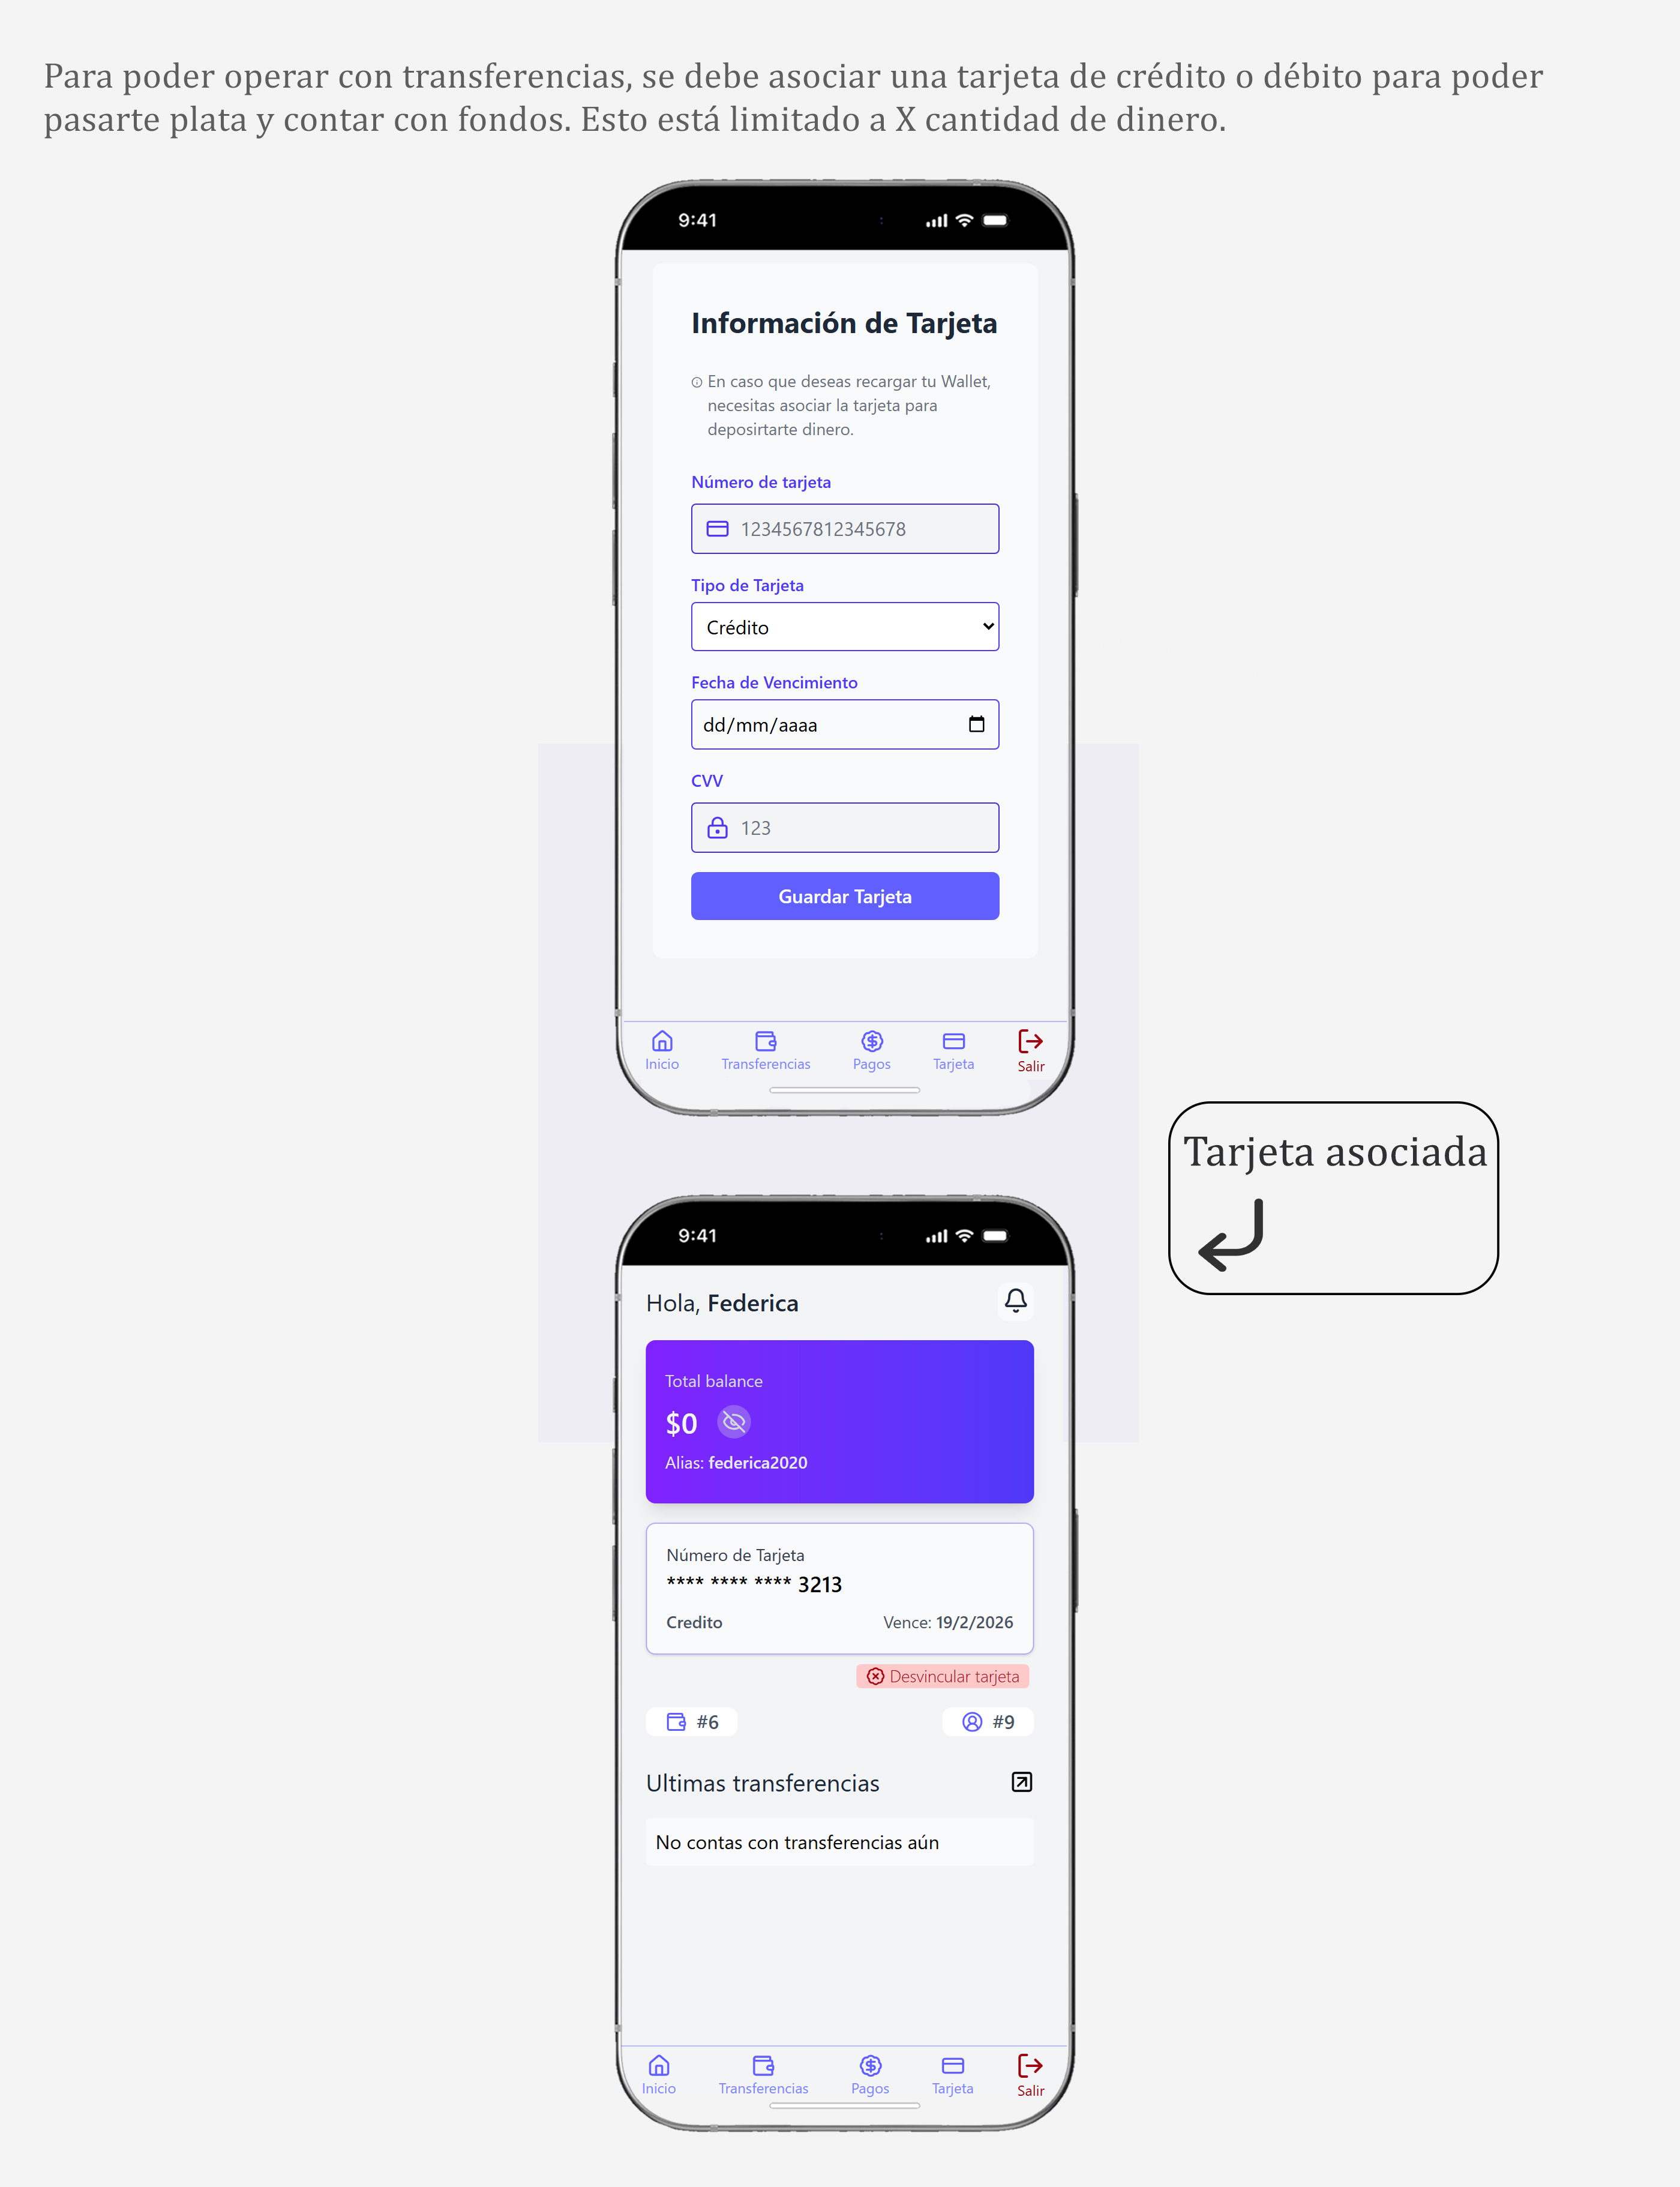 Para poder operar con transferencias, se debe asociar una tarjeta de crédito o débito para poder
pasarte plata y contar con fondos. Esto está limitado a X cantidad de dinero.
9:41
Información de Tarjeta
En caso que deseas recargar tu Wallet,
necesitas asociar la tarjeta para
deposirtarte dinero.
Número de tarjeta
1234567812345678
Tipo de Tarjeta
Crédito
Fecha de Vencimiento
dd/mm/aaaa
CVV
123
Guardar Tarjeta
Inicio Transferencias Pagos Tarjeta Salir
Tarjeta asociada
9:41
Hola, Federica
Total balance
$0
Alias: federica2020
Número de Tarjeta
**** **** **** 3213
Credito Vence: 19/2/2026
Desvincular tarjeta
#6 #9
Ultimas transferencias
No contas con transferencias aún
Inicio Transferencias Pagos Tarjeta Salir